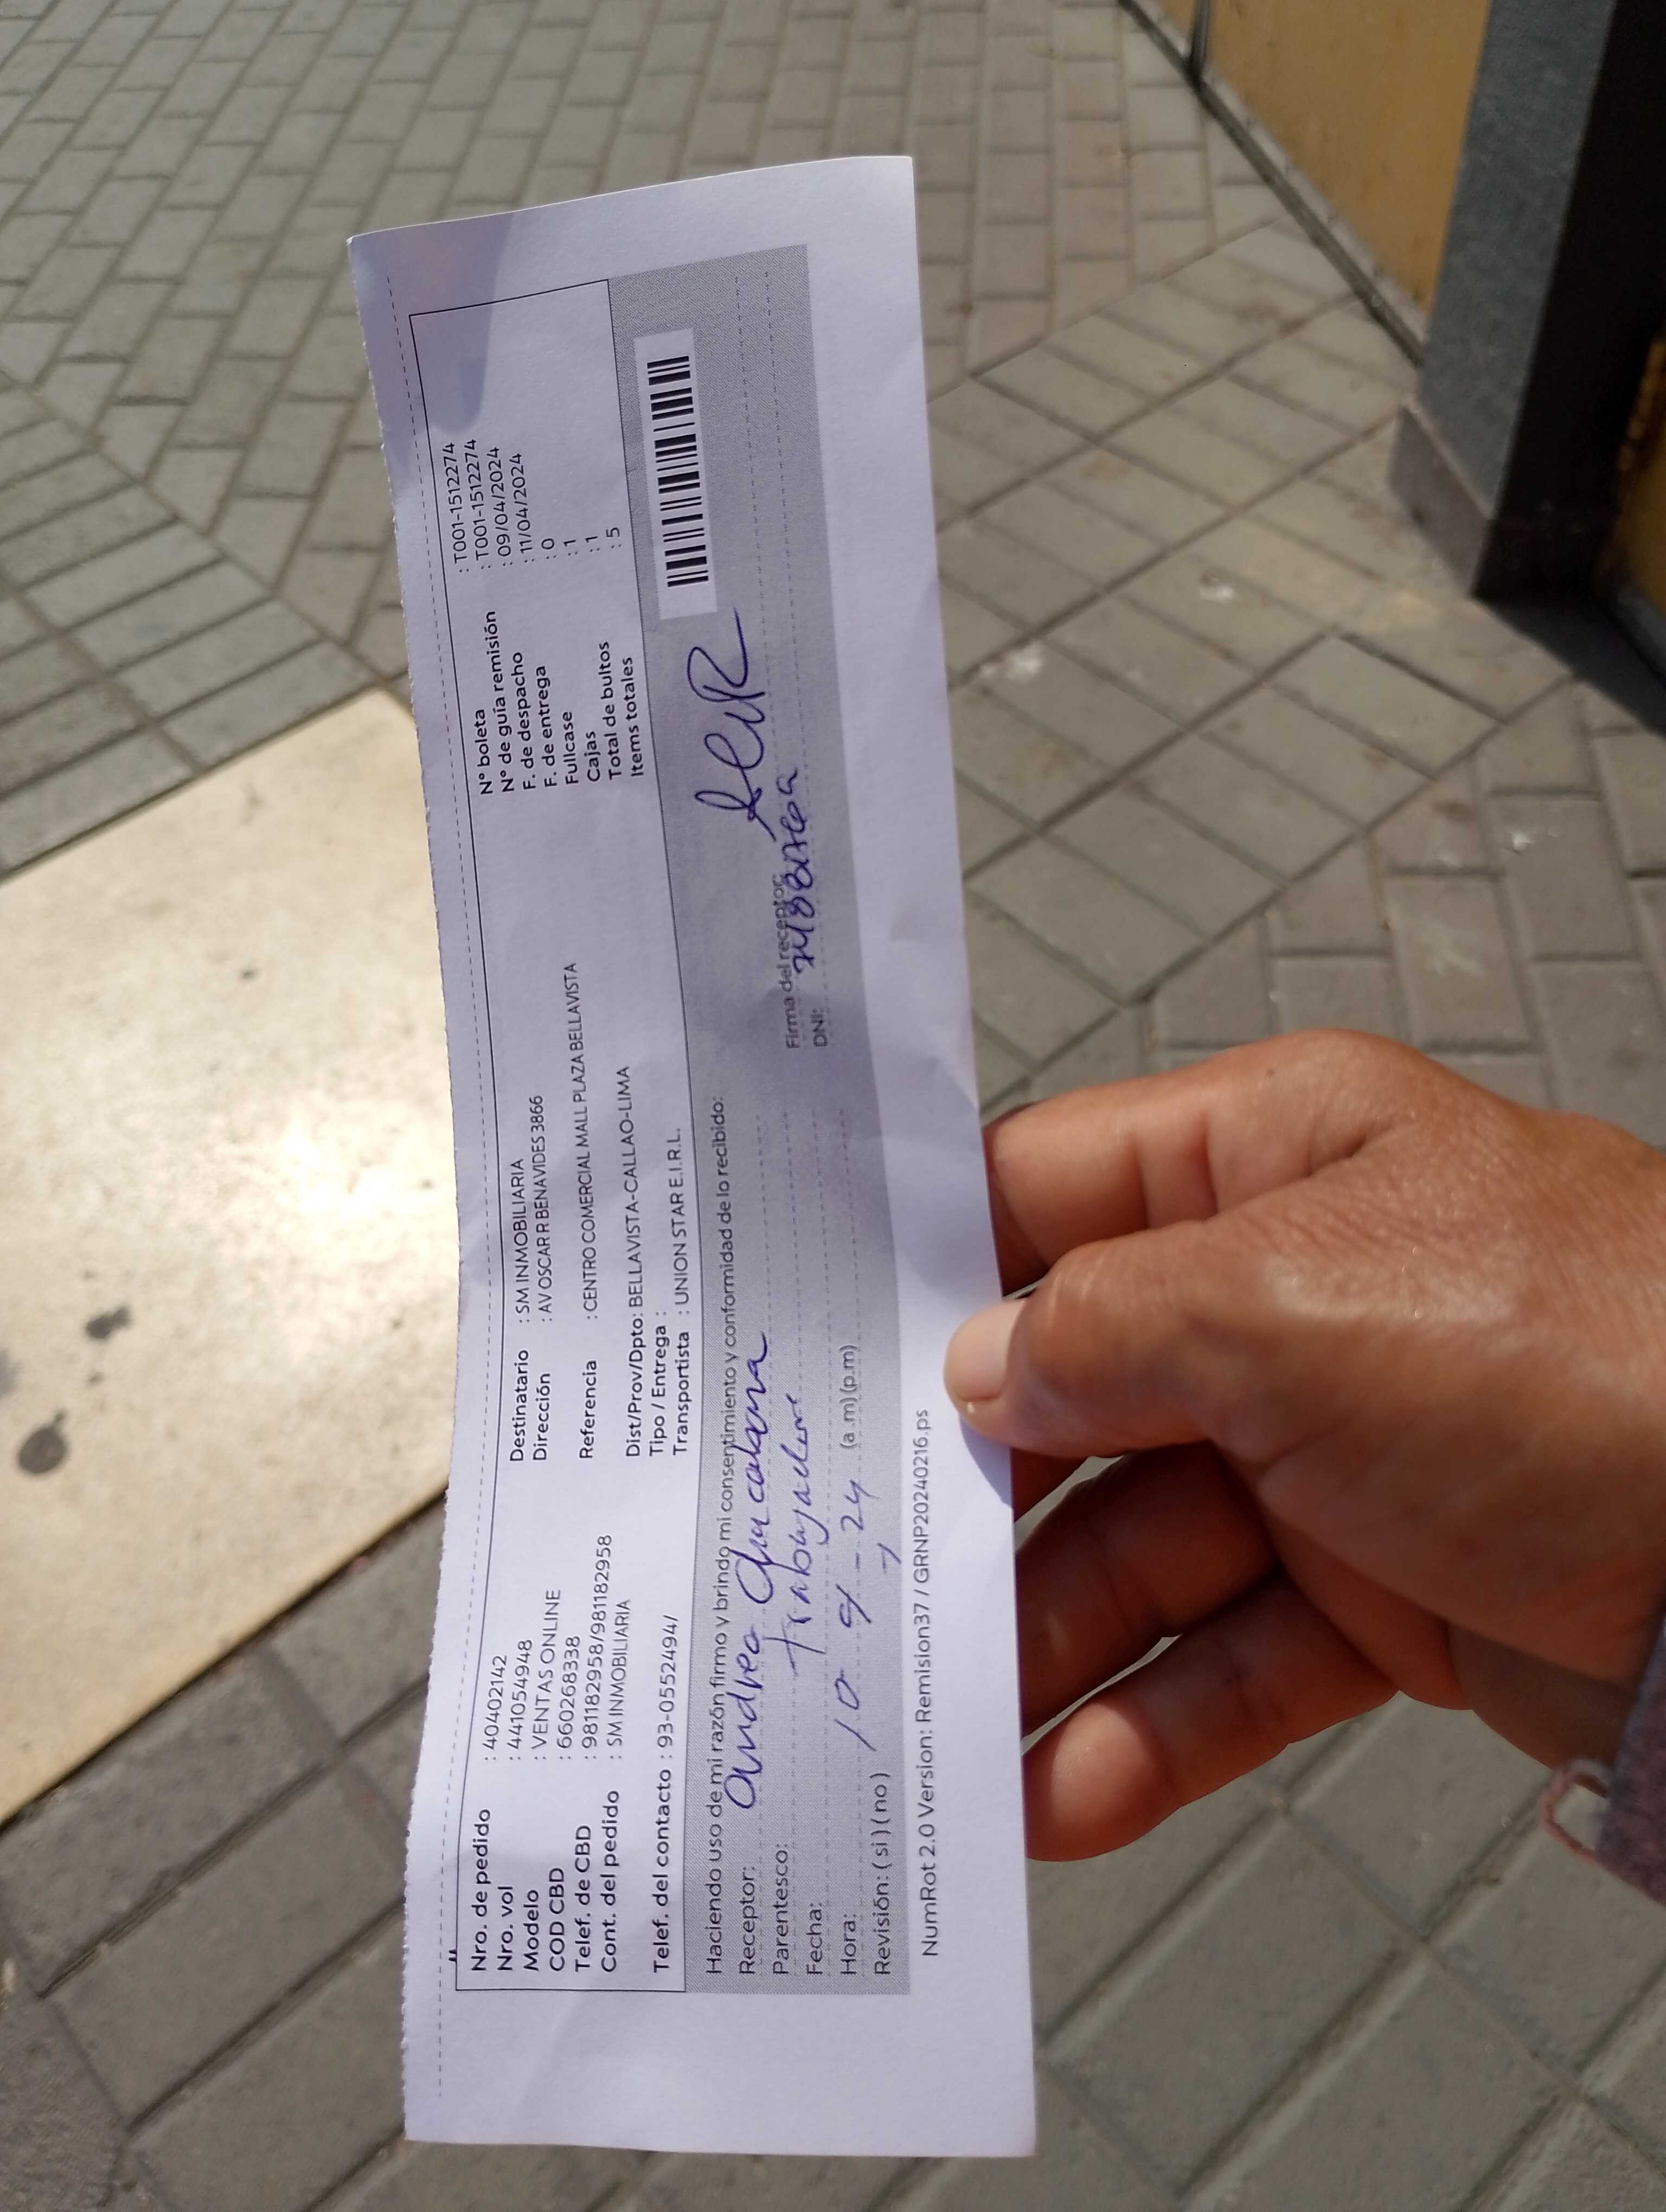 Nro. de pedido : 40402142
Nro. vol : 441054948
Modelo : VENTAS ONLINE
COD CBD : 660268338
Telef. de CBD : 981182958/981182958
Cont. del pedido : SM INMOBILIARIA
Telef. del contacto : 93-05524941/
Destinatario : SM INMOBILIARIA
Dirección : AV OSCAR R BENAVIDES 3866
Referencia : CENTRO COMERCIAL MALL PLAZA BELLAVISTA
Dist/Prov/Dpto: BELLAVISTA-CALLAO-LIMA
Tipo / Entrega :
Transportista : UNION STAR E.I.R.L.
N° boleta : T001-1512274
N° de guía remisión : T001-1512274
F. de despacho : 09/04/2024
F. de entrega : 11/04/2024
Fullcase : 0
Cajas : 1
Total de bultos : 1
Items totales : 5
Haciendo uso de mi razón firmo y brindo mi consentimiento y conformidad de lo recibido:
Receptor: Andrea
Parentesco:
Fecha: 10 - 4 - 24
Hora: (a.m) (p.m)
Revisión: ( si ) ( no )
Firma del receptor:
DNI:
NumRot 2.0 Version: Remision37 / GRNP20240216.ps